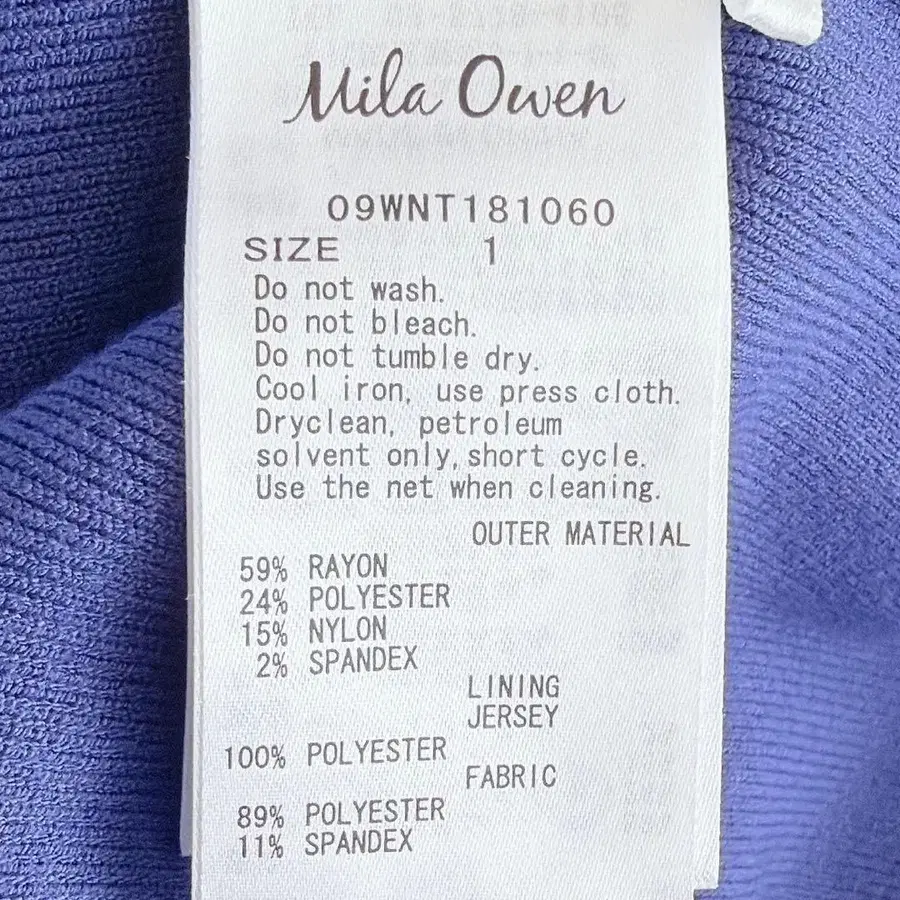 Mila Owen
09WNT181060
SIZE 1
Do not wash.
Do not bleach.
Do not tumble dry.
Cool iron, use press cloth.
Dryclean, petroleum
solvent only, short cycle.
Use the net when cleaning.
OUTER MATERIAL
59% RAYON
24% POLYESTER
15% NYLON
2% SPANDEX
LINING
JERSEY
100% POLYESTER
FABRIC
89% POLYESTER
11% SPANDEX